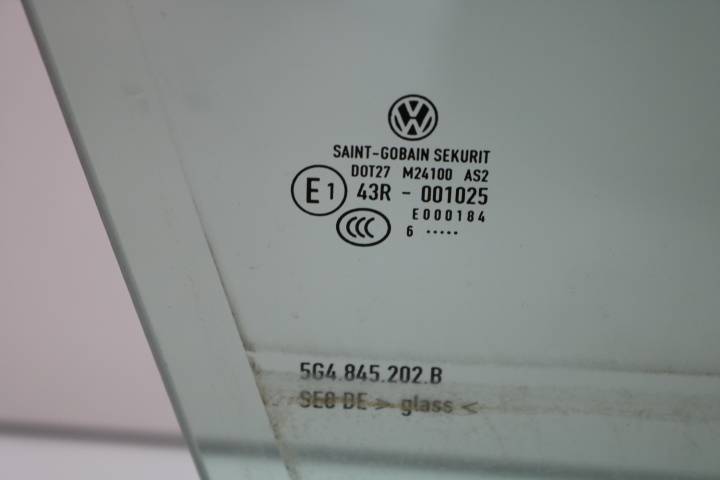 SAINT-GOBAIN SEKURIT
DOT27 M24100 AS2
E1 43R - 001025
E000184
CCC 6 •••••
5G4.845.202.B
SE8 DE > glass <